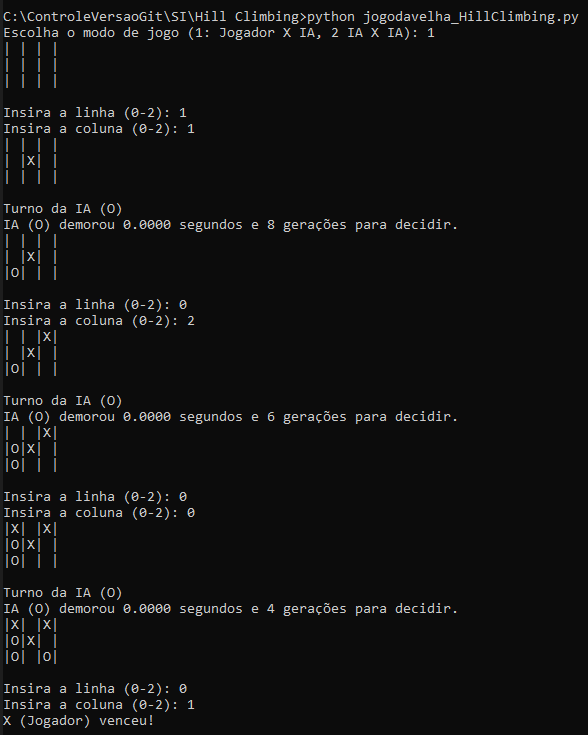 C:\ControleVersaoGit\SI\Hill Climbing>python jogodavelha_HillClimbing.py
Escolha o modo de jogo (1: Jogador X IA, 2 IA X IA): 1
| | | |
| | | |
| | | |
Insira a linha (0-2): 1
Insira a coluna (0-2): 1
| | | |
| |X| |
| | | |
Turno da IA (O)
IA (O) demorou 0.0000 segundos e 8 gerações para decidir.
| | | |
| |X| |
|O| | |
Insira a linha (0-2): 0
Insira a coluna (0-2): 2
| | |X|
| |X| |
|O| | |
Turno da IA (O)
IA (O) demorou 0.0000 segundos e 6 gerações para decidir.
| | |X|
|O|X| |
|O| | |
Insira a linha (0-2): 0
Insira a coluna (0-2): 0
|X| |X|
|O|X| |
|O| | |
Turno da IA (O)
IA (O) demorou 0.0000 segundos e 4 gerações para decidir.
|X| |X|
|O|X| |
|O| |O|
Insira a linha (0-2): 0
Insira a coluna (0-2): 1
X (Jogador) venceu!